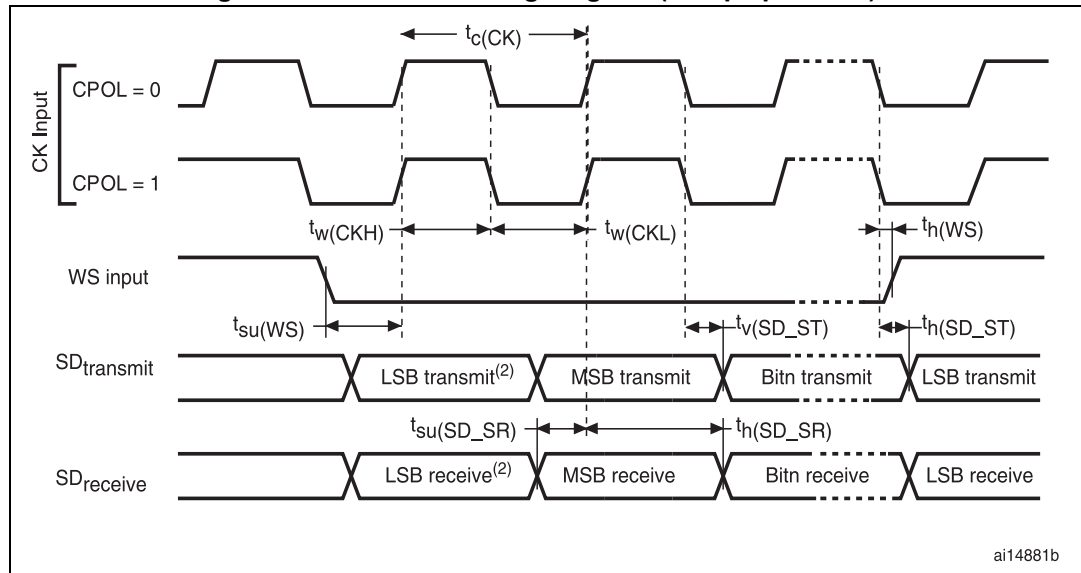 tc(CK)
CK Input
CPOL = 0
CPOL = 1
tw(CKH)
tw(CKL)
th(WS)
WS input
tsu(WS)
tv(SD_ST)
th(SD_ST)
SDtransmit
LSB transmit(2)
MSB transmit
Bitn transmit
LSB transmit
tsu(SD_SR)
th(SD_SR)
SDreceive
LSB receive(2)
MSB receive
Bitn receive
LSB receive
ai14881b